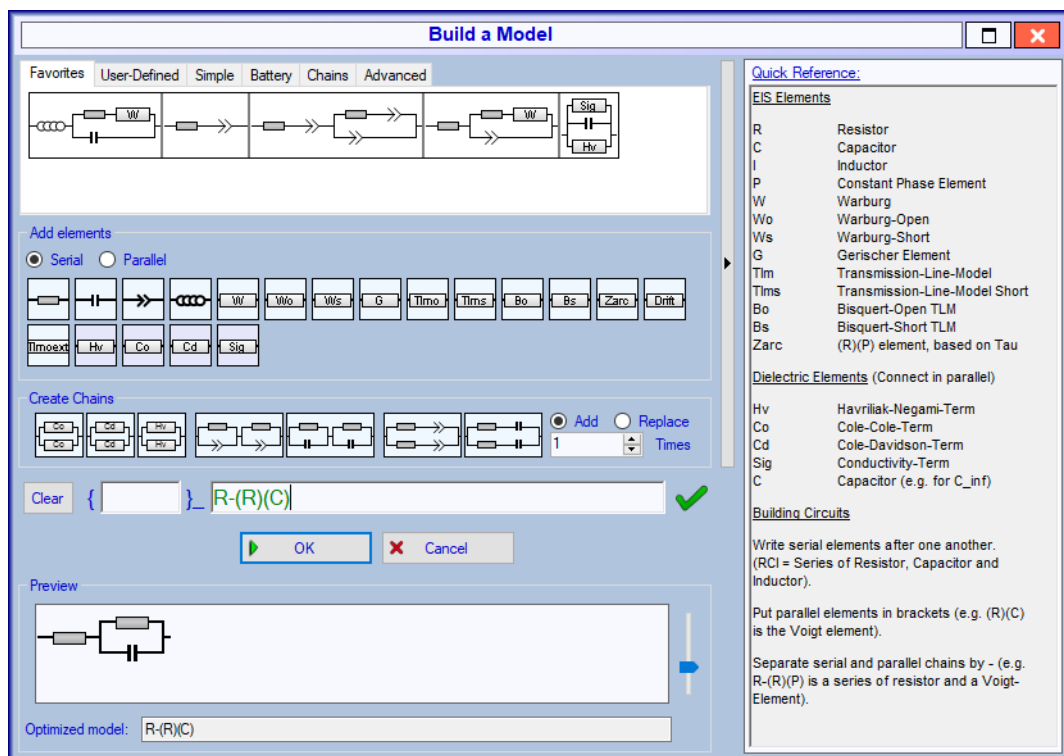 Build a Model
Favorites User-Defined Simple Battery Chains Advanced
W
W
Sig
Hv
Add elements
Serial Parallel
W Wo Ws G Tlmo Tlms Bo Bs Zarc Drift
Tlmoext Hv Co Cd Sig
Create Chains
Co Cd Hv
Co Cd Hv
Add Replace
1 Times
Clear { }_ R-(R)(C)
OK Cancel
Preview
Optimized model: R-(R)(C)
Quick Reference:
EIS Elements
R Resistor
C Capacitor
I Inductor
P Constant Phase Element
W Warburg
Wo Warburg-Open
Ws Warburg-Short
G Gerischer Element
Tlm Transmission-Line-Model
Tlms Transmission-Line-Model Short
Bo Bisquert-Open TLM
Bs Bisquert-Short TLM
Zarc (R)(P) element, based on Tau
Dielectric Elements (Connect in parallel)
Hv Havriliak-Negami-Term
Co Cole-Cole-Term
Cd Cole-Davidson-Term
Sig Conductivity-Term
C Capacitor (e.g. for C_inf)
Building Circuits
Write serial elements after one another.
(RCI = Series of Resistor, Capacitor and
Inductor).
Put parallel elements in brackets (e.g. (R)(C)
is the Voigt element).
Separate serial and parallel chains by - (e.g.
R-(R)(P) is a series of resistor and a Voigt-
Element).